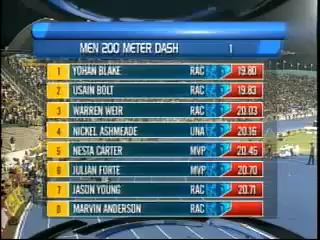 MEN 200 METER DASH 1
1 YOHAN BLAKE RAC 19.80
2 USAIN BOLT RAC 19.83
3 WARREN WEIR RAC 20.03
4 NICKEL ASHMEADE UNA 20.16
5 NESTA CARTER MVP 20.45
6 JULIAN FORTE MVP 20.70
7 JASON YOUNG RAC 20.71
8 MARVIN ANDERSON RAC